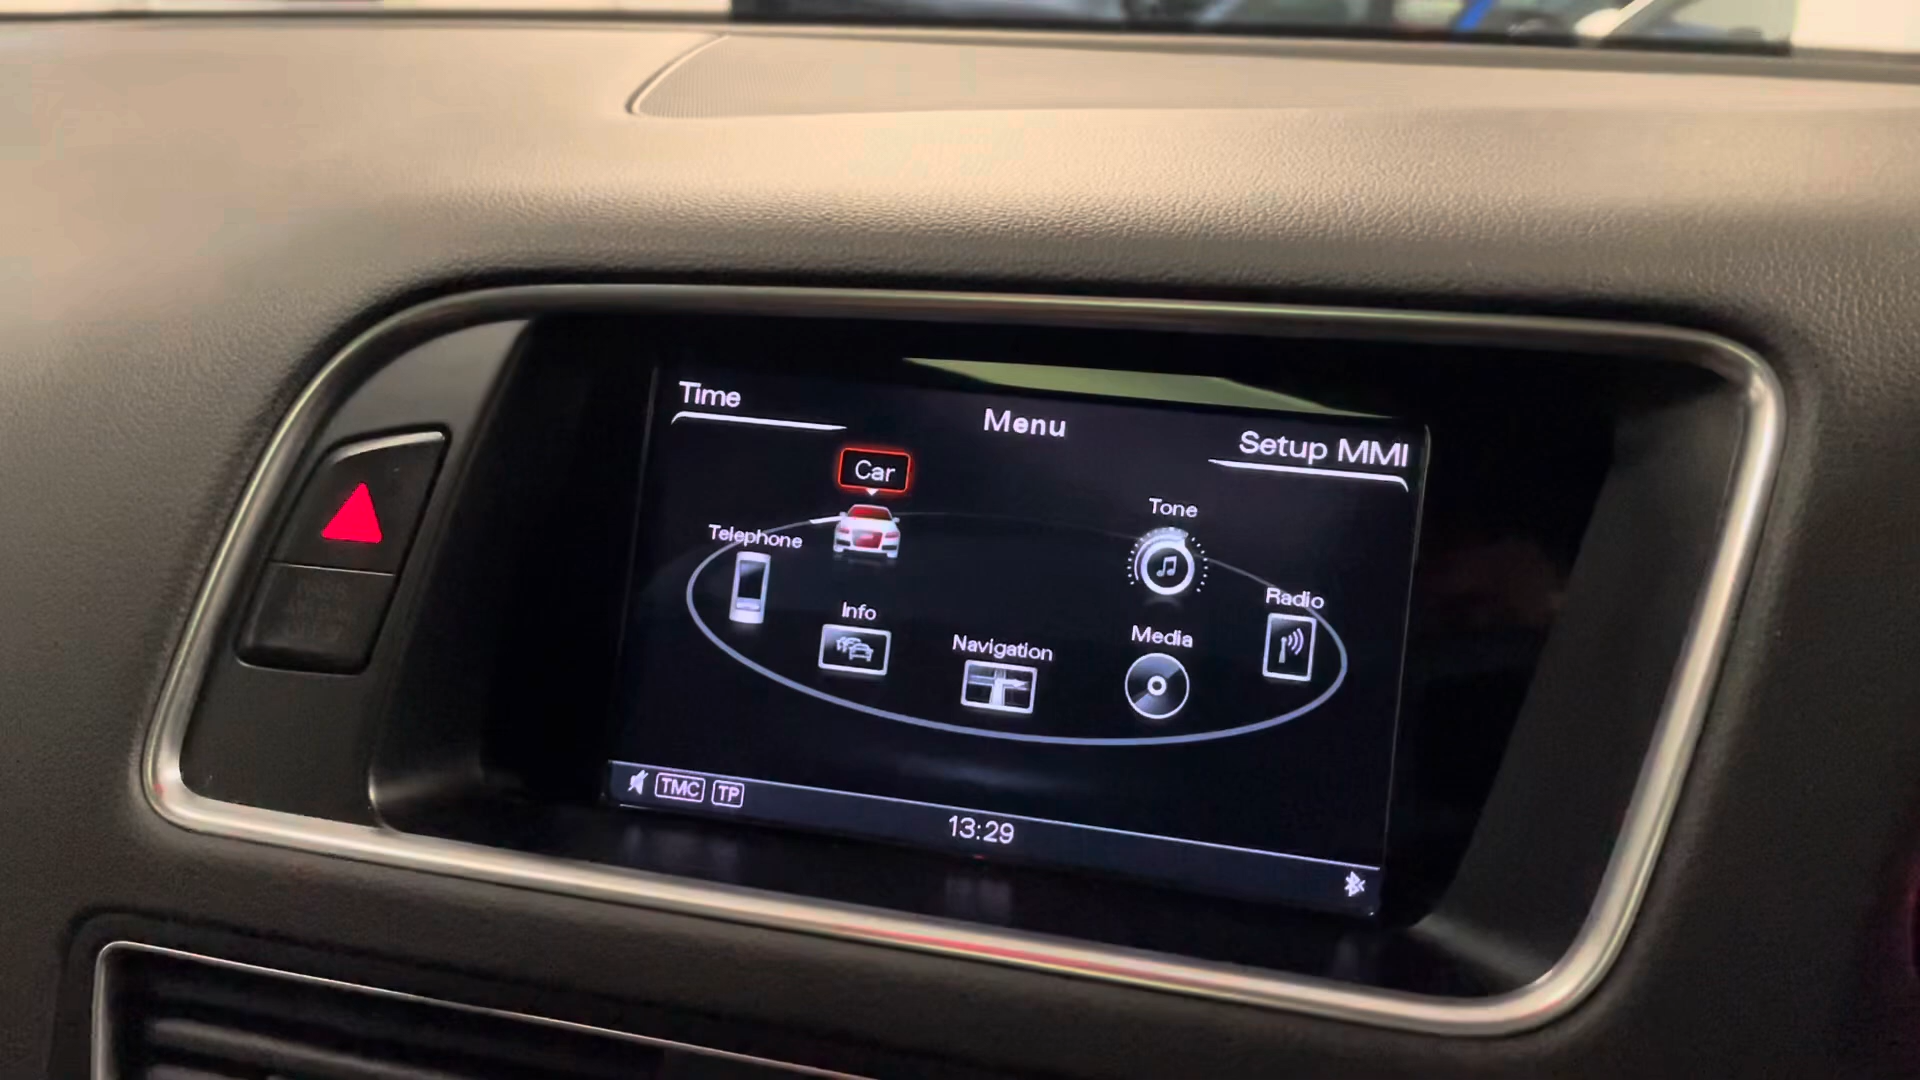 Time
Menu
Setup MMI
Car
Tone
Telephone
Radio
Info
Media
Navigation
TMC TP
13:29